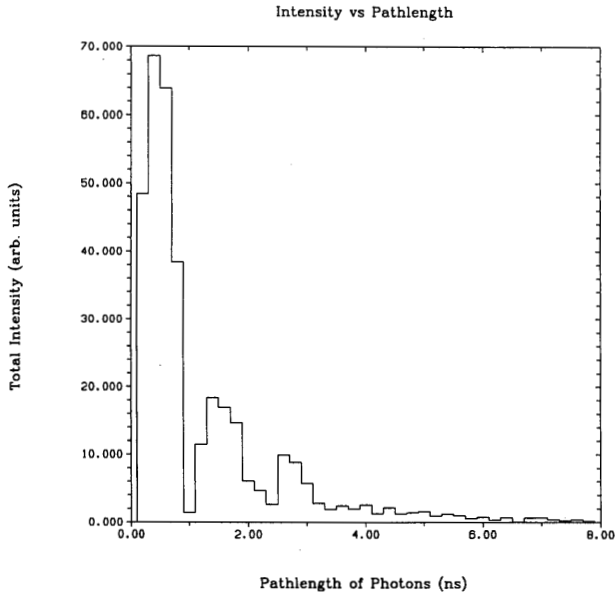 Intensity vs Pathlength
70.000
60.000
50.000
40.000
30.000
20.000
10.000
0.000
Total Intensity (arb. units)
0.00 2.00 4.00 6.00 8.00
Pathlength of Photons (ns)